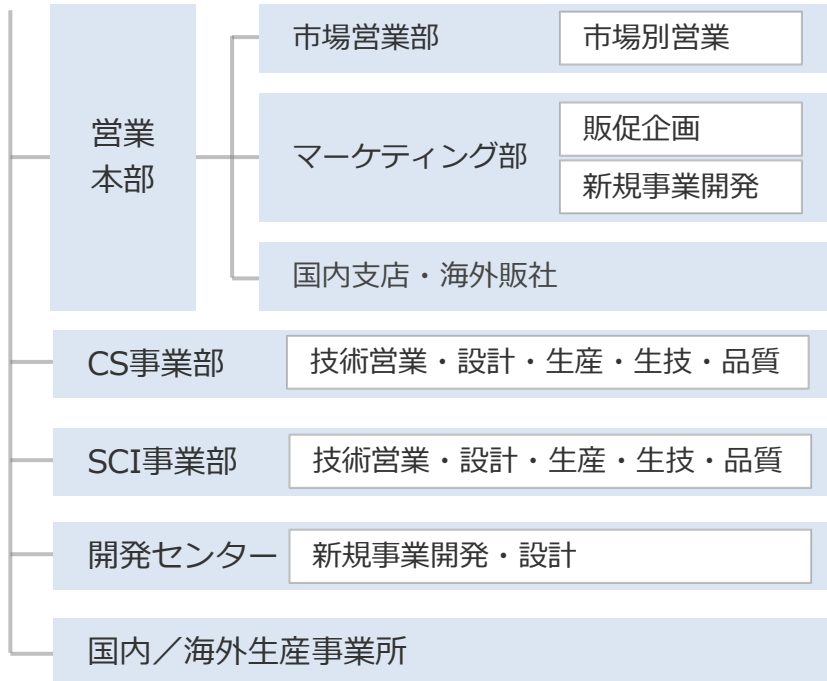 営業
本部
市場営業部
市場別営業
マーケティング部
販促企画
新規事業開発
国内支店・海外販社
CS事業部
技術営業・設計・生産・生技・品質
SCI事業部
技術営業・設計・生産・生技・品質
開発センター
新規事業開発・設計
国内／海外生産事業所